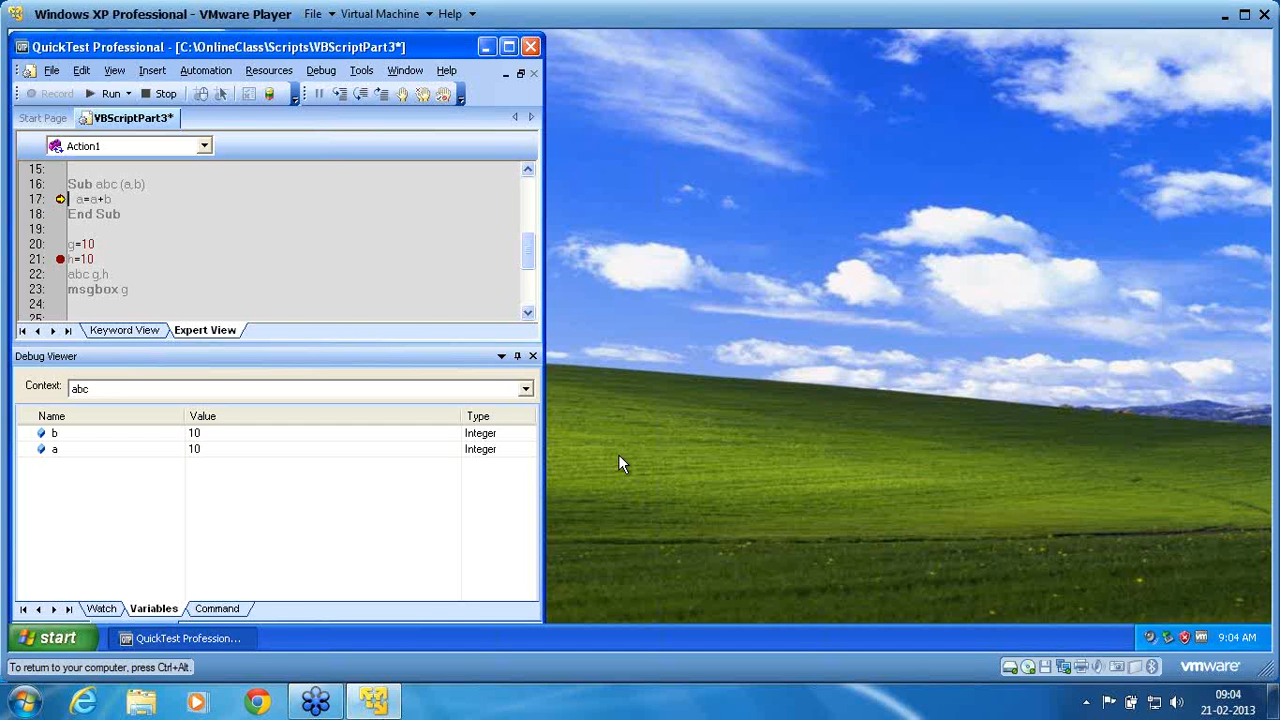 Windows XP Professional - VMware Player File Virtual Machine Help
QuickTest Professional - [C:\OnlineClass\Scripts\VBScriptPart3*]
File Edit View Insert Automation Resources Debug Tools Window Help
Record Run Stop
Start Page VBScriptPart3*
Action1
15:
16: Sub abc (a,b)
17: a=a+b
18: End Sub
19:
20: g=10
21: h=10
22: abc g,h
23: msgbox g
24:
25:
Keyword View Expert View
Debug Viewer
Context: abc
Name Value Type
b 10 Integer
a 10 Integer
Watch Variables Command
start QuickTest Profession... 9:04 AM
To return to your computer, press Ctrl+Alt. vmware
09:04
21-02-2013